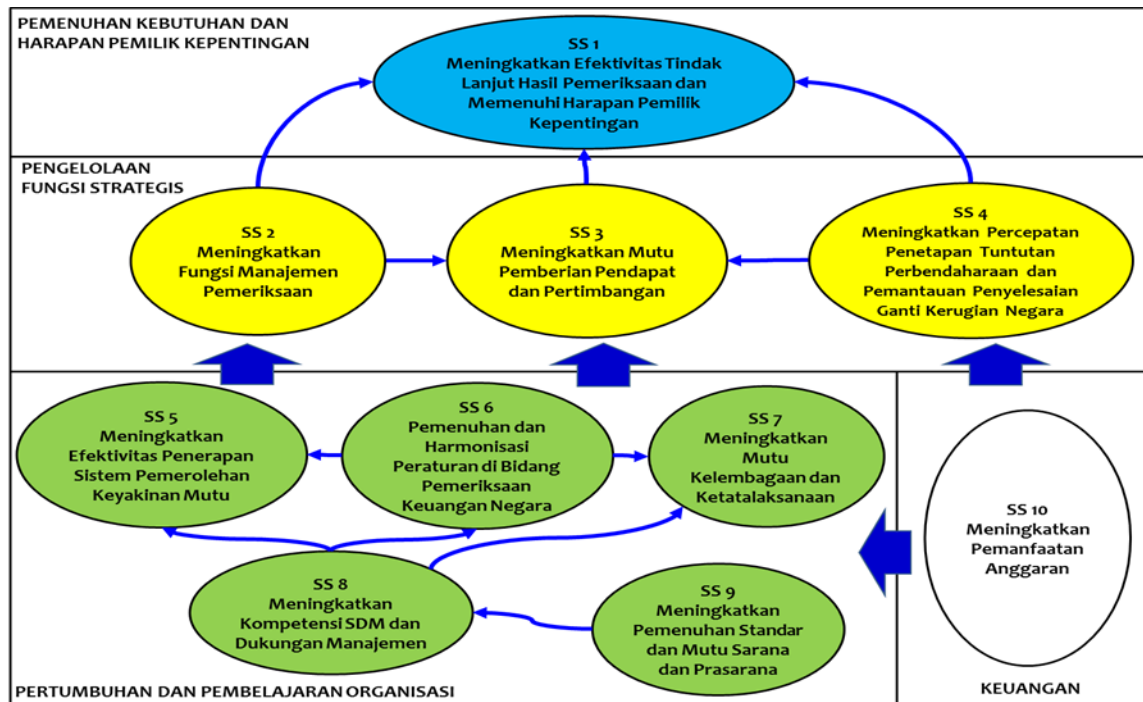 PEMENUHAN KEBUTUHAN DAN
HARAPAN PEMILIK KEPENTINGAN
SS 1
Meningkatkan Efektivitas Tindak
Lanjut Hasil Pemeriksaan dan
Memenuhi Harapan Pemilik
Kepentingan
PENGELOLAAN
FUNGSI STRATEGIS
SS 2
Meningkatkan
Fungsi Manajemen
Pemeriksaan
SS 3
Meningkatkan Mutu
Pemberian Pendapat
dan Pertimbangan
SS 4
Meningkatkan Percepatan
Penetapan Tuntutan
Perbendaharaan dan
Pemantauan Penyelesaian
Ganti Kerugian Negara
SS 5
Meningkatkan
Efektivitas Penerapan
Sistem Pemerolehan
Keyakinan Mutu
SS 6
Pemenuhan dan
Harmonisasi
Peraturan di Bidang
Pemeriksaan
Keuangan Negara
SS 7
Meningkatkan
Mutu
Kelembagaan dan
Ketatalaksanaan
SS 8
Meningkatkan
Kompetensi SDM dan
Dukungan Manajemen
SS 9
Meningkatkan
Pemenuhan Standar
dan Mutu Sarana
dan Prasarana
SS 10
Meningkatkan
Pemanfaatan
Anggaran
PERTUMBUHAN DAN PEMBELAJARAN ORGANISASI
KEUANGAN